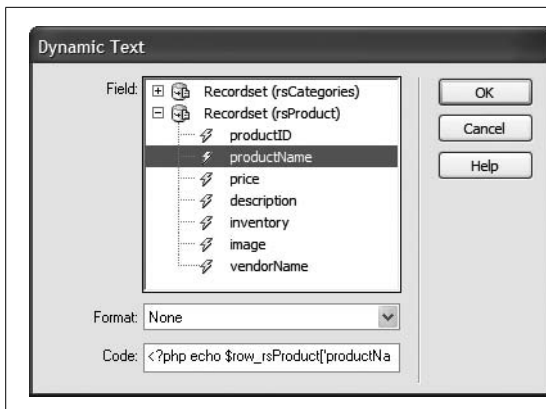 Dynamic Text
Field:
Recordset (rsCategories)
Recordset (rsProduct)
productID
productName
price
description
inventory
image
vendorName
OK
Cancel
Help
Format: None
Code: <?php echo $row_rsProduct['productNa